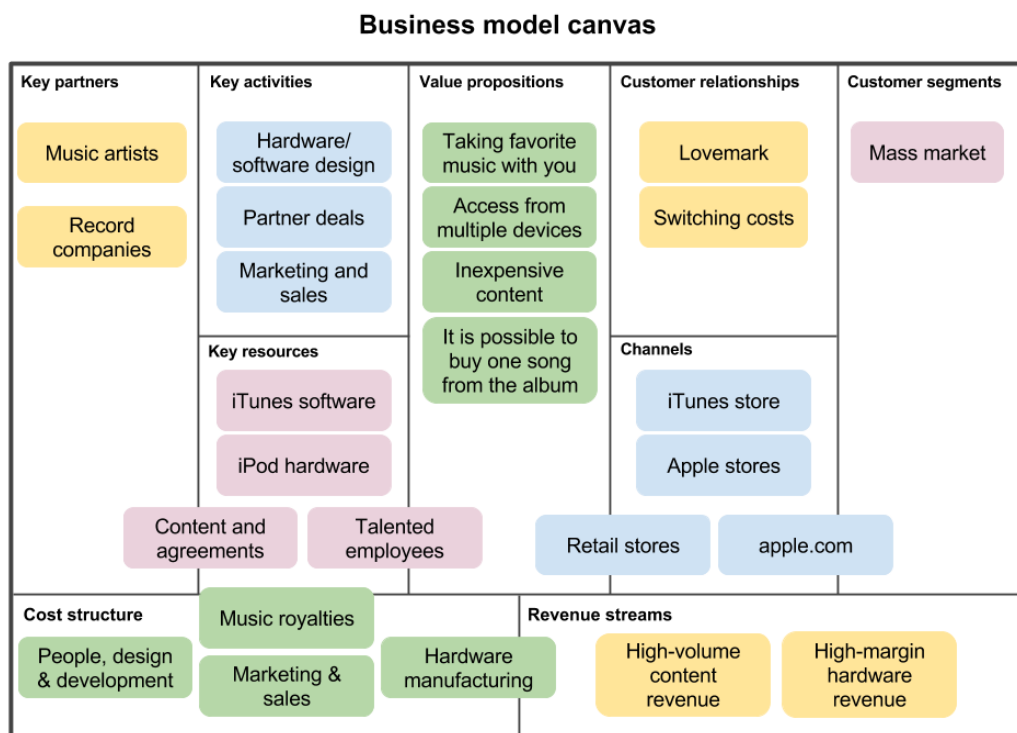 Business model canvas
Key partners
Music artists
Record
companies
Key activities
Hardware/
software design
Partner deals
Marketing and
sales
Key resources
iTunes software
iPod hardware
Content and
agreements
Talented
employees
Value propositions
Taking favorite
music with you
Access from
multiple devices
Inexpensive
content
It is possible to
buy one song
from the album
Customer relationships
Lovemark
Switching costs
Channels
iTunes store
Apple stores
Retail stores
apple.com
Customer segments
Mass market
Cost structure
People, design
& development
Music royalties
Marketing &
sales
Hardware
manufacturing
Revenue streams
High-volume
content
revenue
High-margin
hardware
revenue